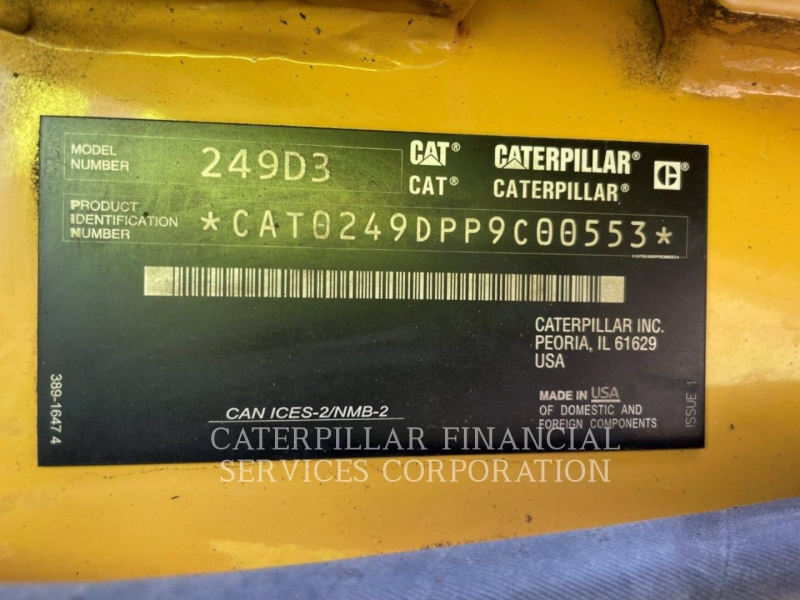 MODEL NUMBER 249D3
CAT® CATERPILLAR®
CAT® CATERPILLAR® C®
PRODUCT IDENTIFICATION NUMBER *CAT0249DPP9C00553*
*CAT0249DPP9C00553*
CATERPILLAR INC.
PEORIA, IL 61629
USA
MADE IN USA
OF DOMESTIC AND
FOREIGN COMPONENTS
CAN ICES-2/NMB-2
389-1647 4
ISSUE 1
CATERPILLAR FINANCIAL
SERVICES CORPORATION